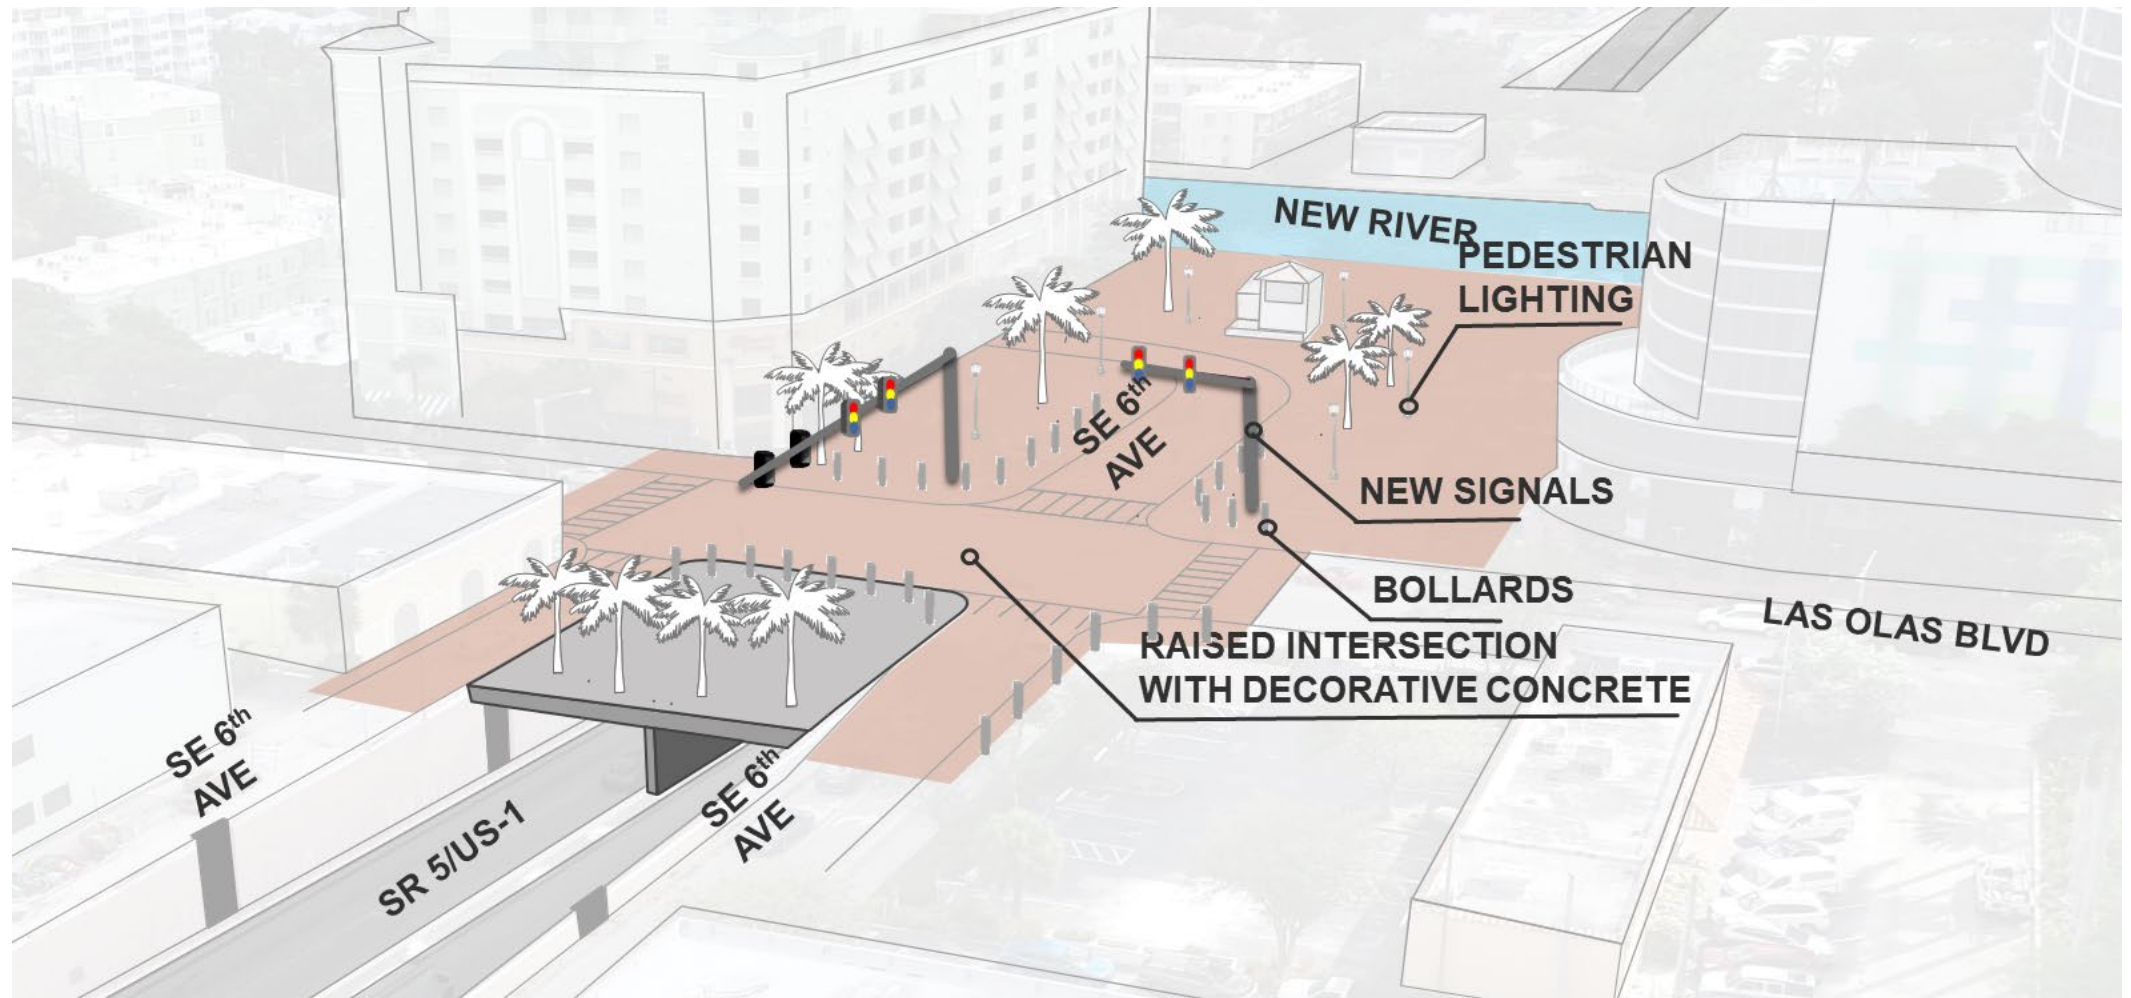 NEW RIVER
PEDESTRIAN
LIGHTING
SE 6th
AVE
NEW SIGNALS
BOLLARDS
LAS OLAS BLVD
RAISED INTERSECTION
WITH DECORATIVE CONCRETE
SE 6th
AVE
SE 6th
AVE
SR 5/US-1